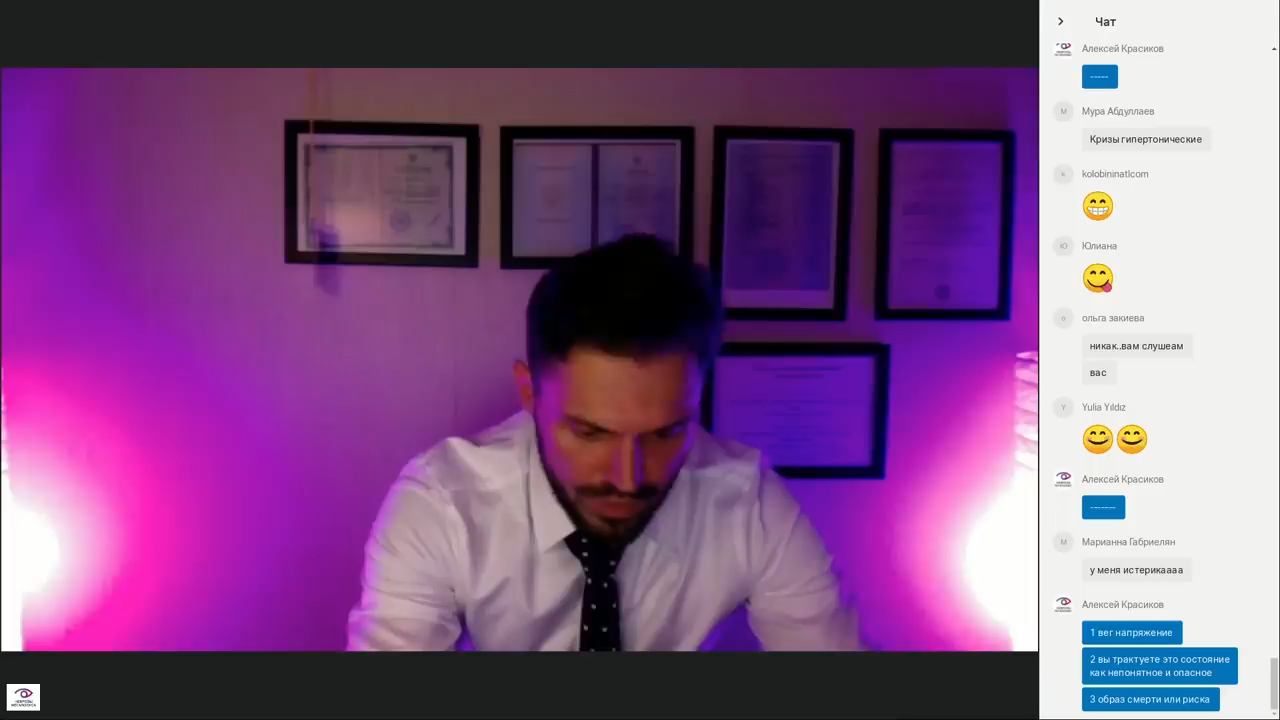 Чат
Алексей Красиков
-----
М
Мура Абдуллаев
Кризы гипертонические
k
kolobininatlcom
Ю
Юлиана
о
ольга закиева
никак..вам слушеам
вас
Y
Yulia Yıldız
Алексей Красиков
-------
М
Марианна Габриелян
у меня истерикаааа
Алексей Красиков
1 вег напряжение
2 вы трактуете это состояние
как непонятное и опасное
3 образ смерти или риска